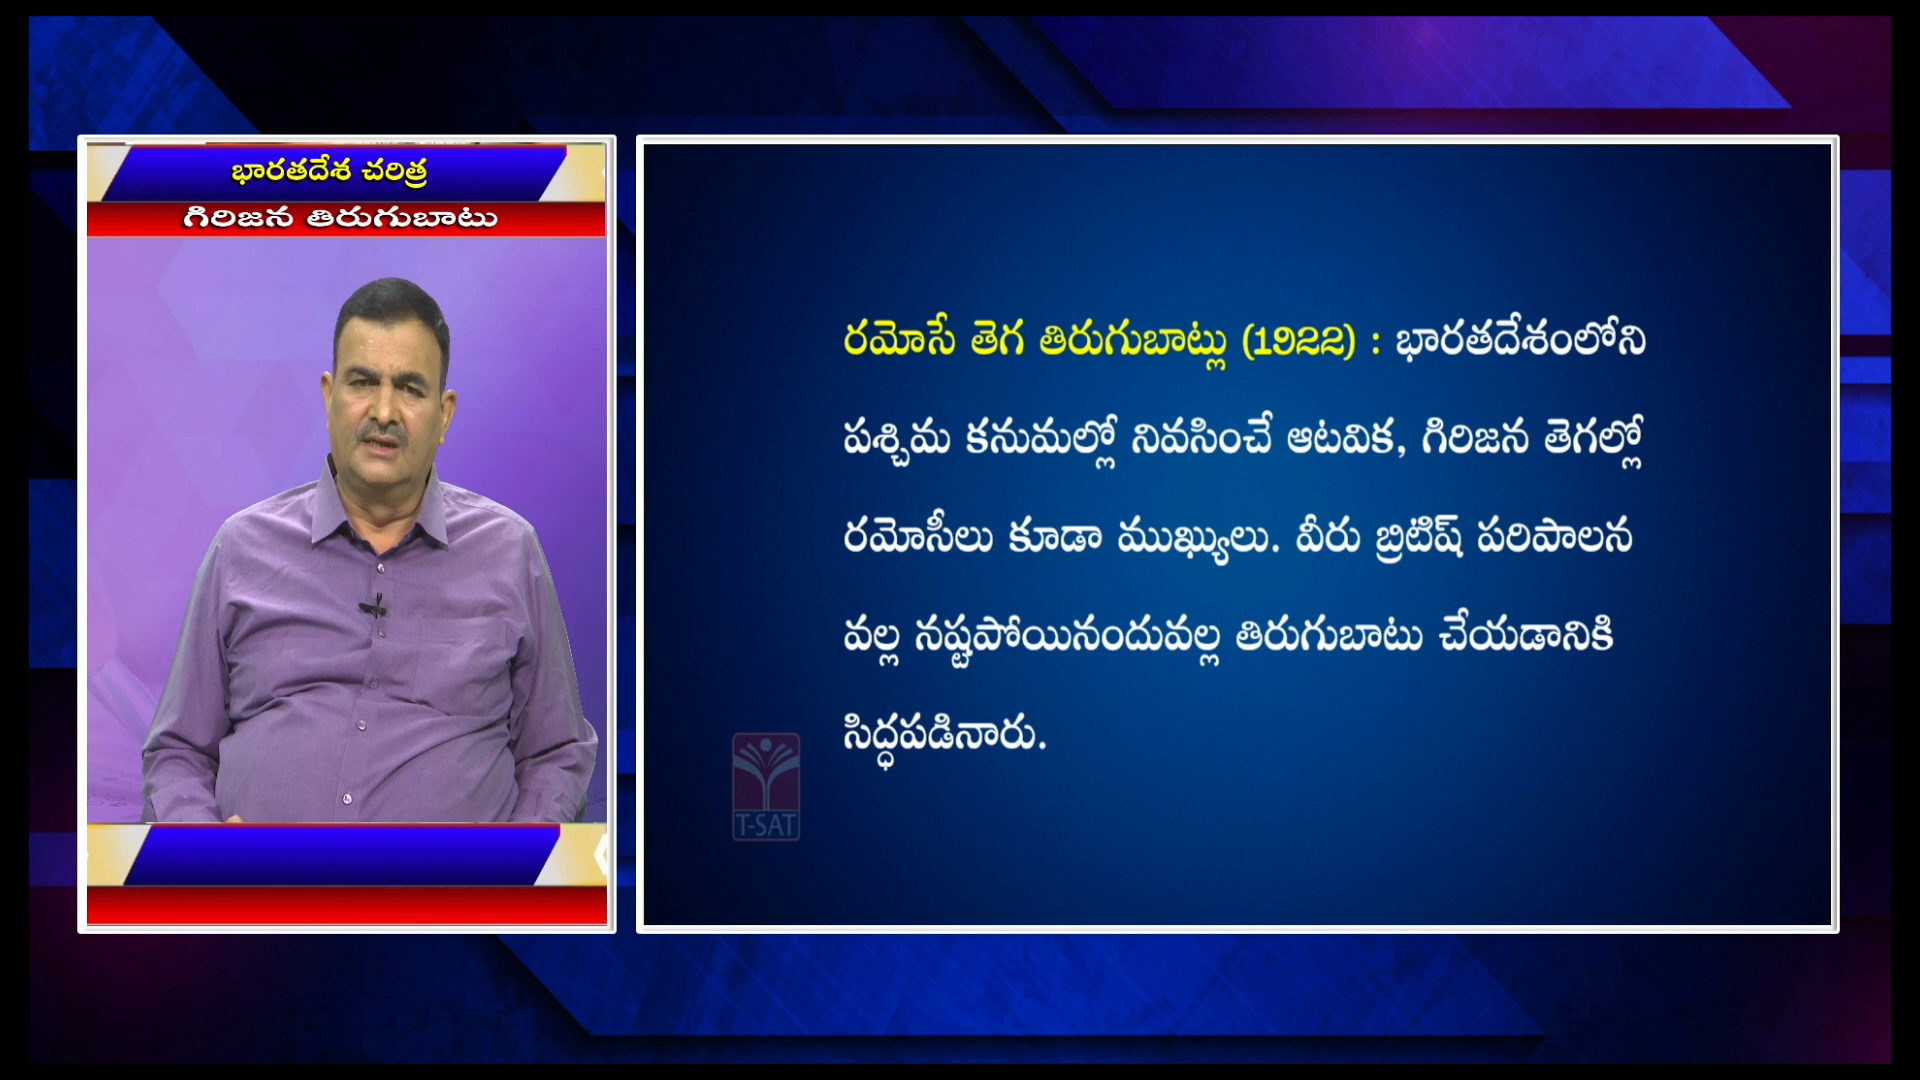 భారతదేశ చరిత్ర
గిరిజన తిరుగుబాటు
రమోసే తెగ తిరుగుబాట్లు (1922) : భారతదేశంలోని
పశ్చిమ కనుమల్లో నివసించే ఆటవిక, గిరిజన తెగల్లో
రమోసీలు కూడా ముఖ్యులు. వీరు బ్రిటిష్ పరిపాలన
వల్ల నష్టపోయినందువల్ల తిరుగుబాటు చేయడానికి
సిద్ధపడినారు.
T-SAT